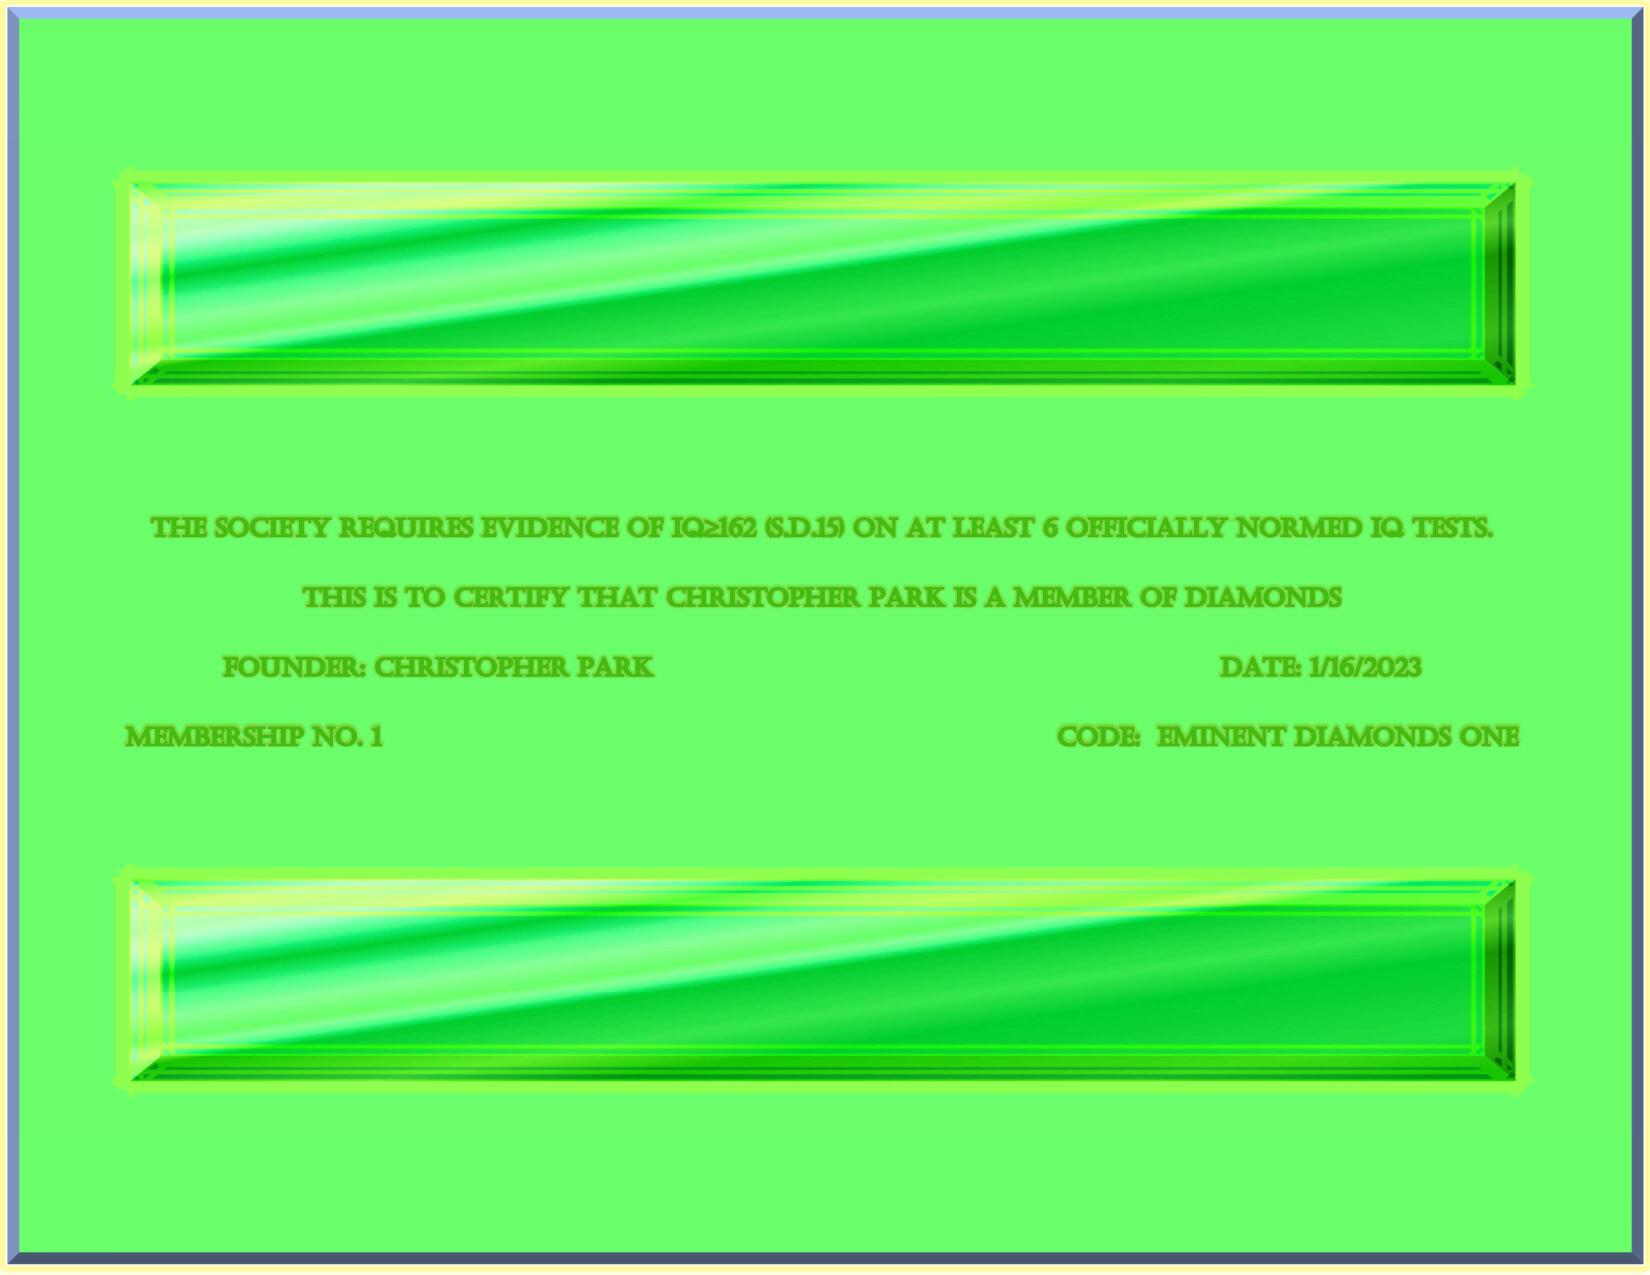 THE SOCIETY REQUIRES EVIDENCE OF IQ≥162 (S.D.15) ON AT LEAST 6 OFFICIALLY NORMED IQ TESTS.
THIS IS TO CERTIFY THAT CHRISTOPHER PARK IS A MEMBER OF DIAMONDS
FOUNDER: CHRISTOPHER PARK DATE: 1/16/2023
MEMBERSHIP NO. 1 CODE: EMINENT DIAMONDS ONE